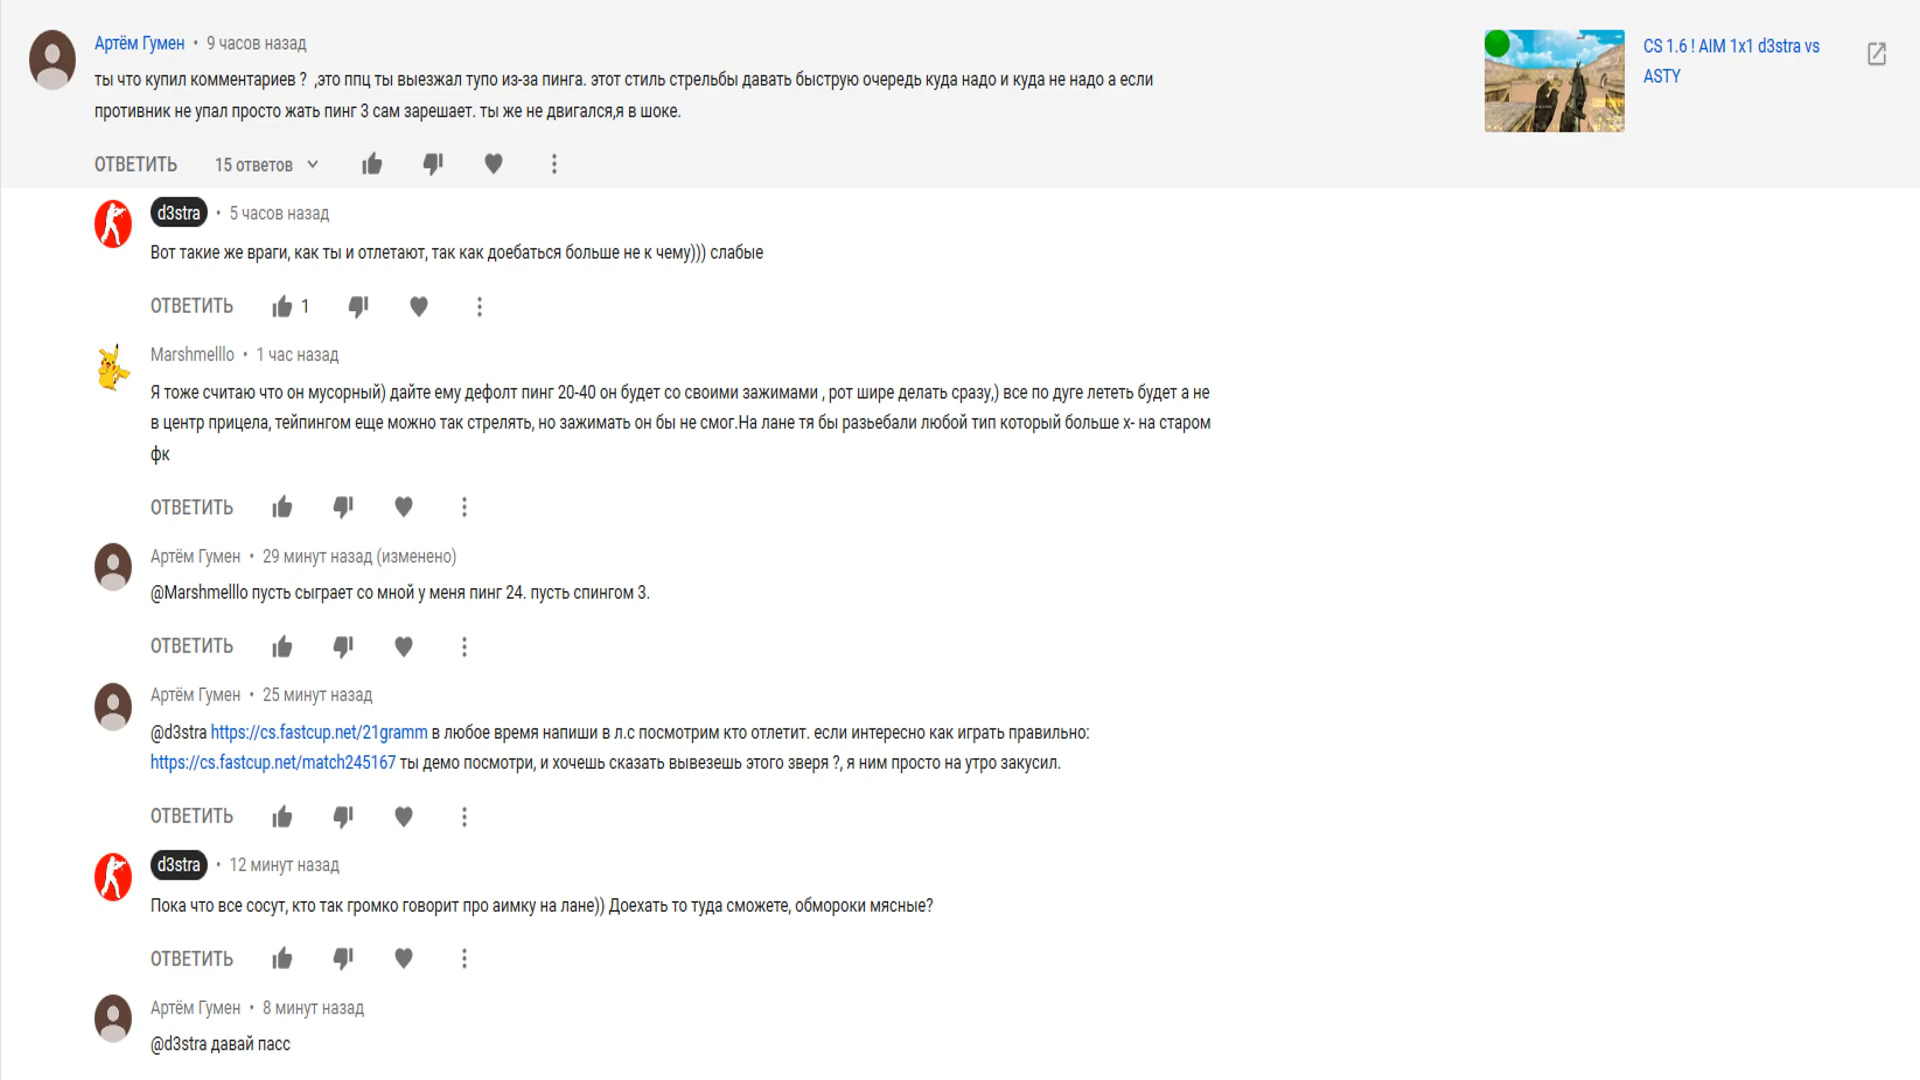 Артём Гумен • 9 часов назад
ты что купил комментариев ? ,это ппц ты выезжал тупо из-за пинга. этот стиль стрельбы давать быструю очередь куда надо и куда не надо а если
противник не упал просто жать пинг 3 сам зарешает. ты же не двигался,я в шоке.
CS 1.6 ! AIM 1x1 d3stra vs
ASTY
ОТВЕТИТЬ 15 ответов
d3stra • 5 часов назад
Вот такие же враги, как ты и отлетают, так как доебаться больше не к чему))) слабые
ОТВЕТИТЬ 1
Marshmelllo • 1 час назад
Я тоже считаю что он мусорный) дайте ему дефолт пинг 20-40 он будет со своими зажимами , рот шире делать сразу,) все по дуге лететь будет а не
в центр прицела, тейпингом еще можно так стрелять, но зажимать он бы не смог.На лане тя бы разьебали любой тип который больше х- на старом
фк
ОТВЕТИТЬ
Артём Гумен • 29 минут назад (изменено)
@Marshmelllo пусть сыграет со мной у меня пинг 24. пусть спингом 3.
ОТВЕТИТЬ
Артём Гумен • 25 минут назад
@d3stra https://cs.fastcup.net/21gramm в любое время напиши в л.с посмотрим кто отлетит. если интересно как играть правильно:
https://cs.fastcup.net/match245167 ты демо посмотри, и хочешь сказать вывезешь этого зверя ?, я ним просто на утро закусил.
ОТВЕТИТЬ
d3stra • 12 минут назад
Пока что все сосут, кто так громко говорит про аимку на лане)) Доехать то туда сможете, обмороки мясные?
ОТВЕТИТЬ
Артём Гумен • 8 минут назад
@d3stra давай пасс